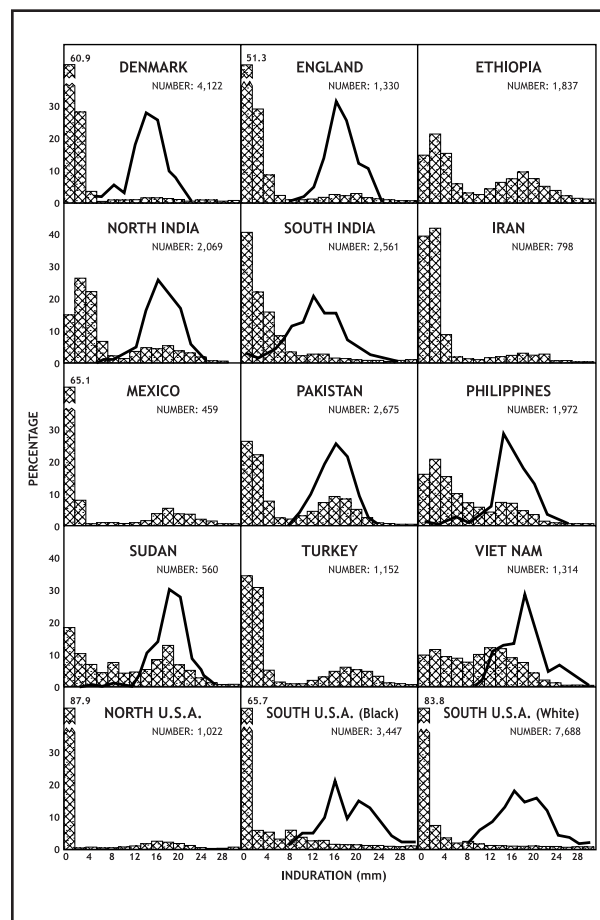 60.9
DENMARK
NUMBER: 4,122
51.3
ENGLAND
NUMBER: 1,330
ETHIOPIA
NUMBER: 1,837
30
20
10
0
NORTH INDIA
NUMBER: 2,069
SOUTH INDIA
NUMBER: 2,561
IRAN
NUMBER: 798
40
30
20
10
0
65.1
MEXICO
NUMBER: 459
PAKISTAN
NUMBER: 2,675
PHILIPPINES
NUMBER: 1,972
30
20
10
0
PERCENTAGE
SUDAN
NUMBER: 560
TURKEY
NUMBER: 1,152
VIET NAM
NUMBER: 1,314
40
30
20
10
0
87.9
NORTH U.S.A.
NUMBER: 1,022
65.7
SOUTH U.S.A. (Black)
NUMBER: 3,447
83.8
SOUTH U.S.A. (White)
NUMBER: 7,688
30
20
10
0
0 4 8 12 16 20 24 28 0 4 8 12 16 20 24 28 0 4 8 12 16 20 24 28
INDURATION (mm)